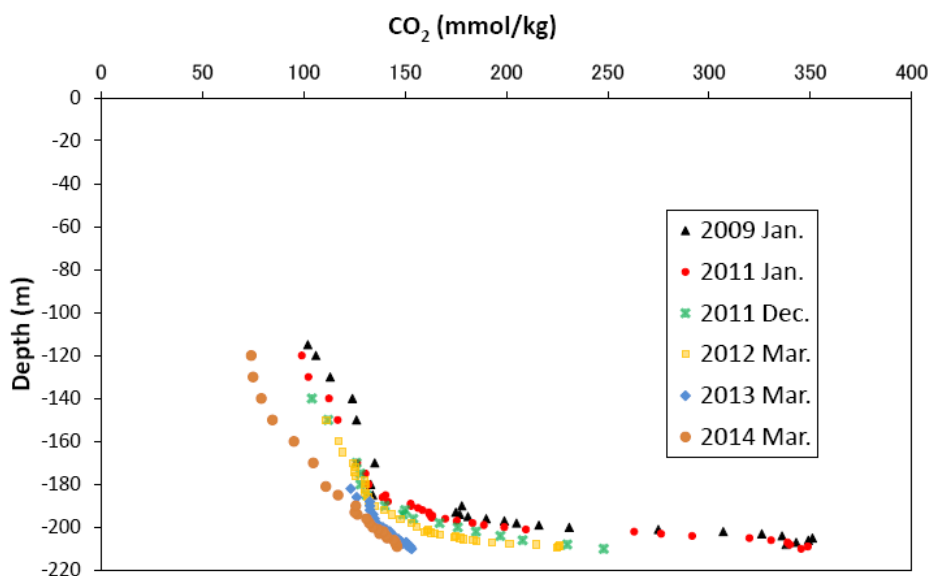 CO₂ (mmol/kg)
0 50 100 150 200 250 300 350 400
0
-20
-40
-60
-80
-100
-120
-140
-160
-180
-200
-220
Depth (m)
2009 Jan.
2011 Jan.
2011 Dec.
2012 Mar.
2013 Mar.
2014 Mar.